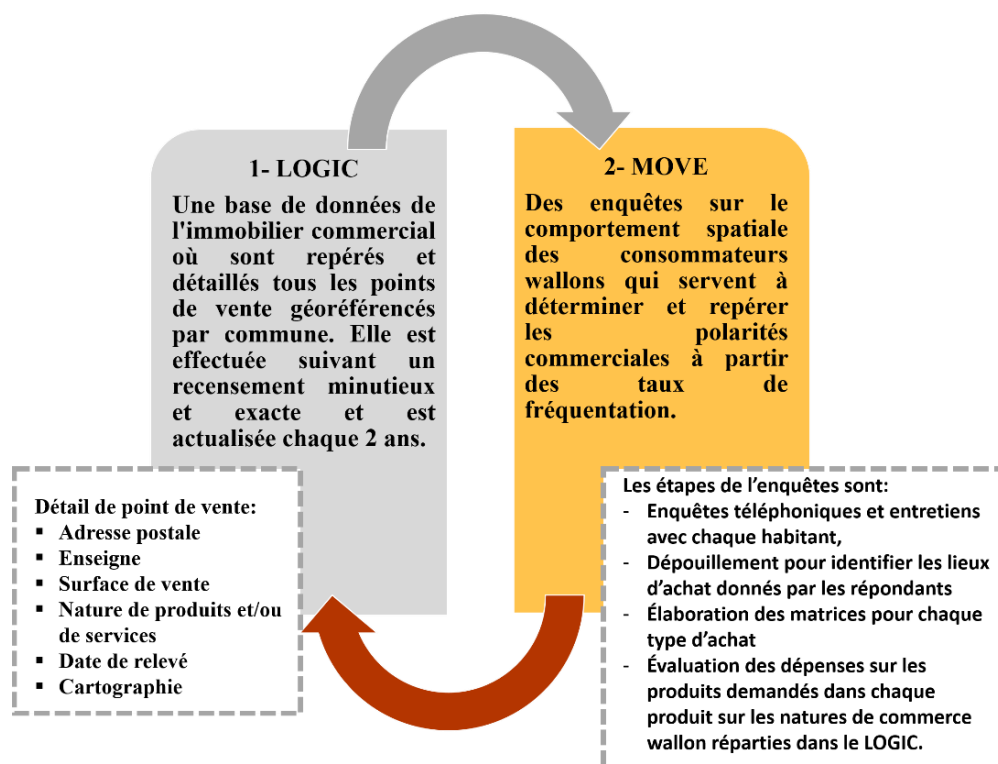 1- LOGIC
Une base de données de
l'immobilier commercial
où sont repérés et
détaillés tous les points
de vente géoréférencés
par commune. Elle est
effectuée suivant un
recensement minutieux
et exacte et est
actualisée chaque 2 ans.
2- MOVE
Des enquêtes sur le
comportement spatiale
des consommateurs
wallons qui servent à
déterminer et repérer
les polarités
commerciales à partir
des taux de
fréquentation.
Détail de point de vente:
▪ Adresse postale
▪ Enseigne
▪ Surface de vente
▪ Nature de produits et/ou
de services
▪ Date de relevé
▪ Cartographie
Les étapes de l’enquêtes sont:
- Enquêtes téléphoniques et entretiens
avec chaque habitant,
- Dépouillement pour identifier les lieux
d’achat donnés par les répondants
- Élaboration des matrices pour chaque
type d’achat
- Évaluation des dépenses sur les
produits demandés dans chaque
produit sur les natures de commerce
wallon réparties dans le LOGIC.